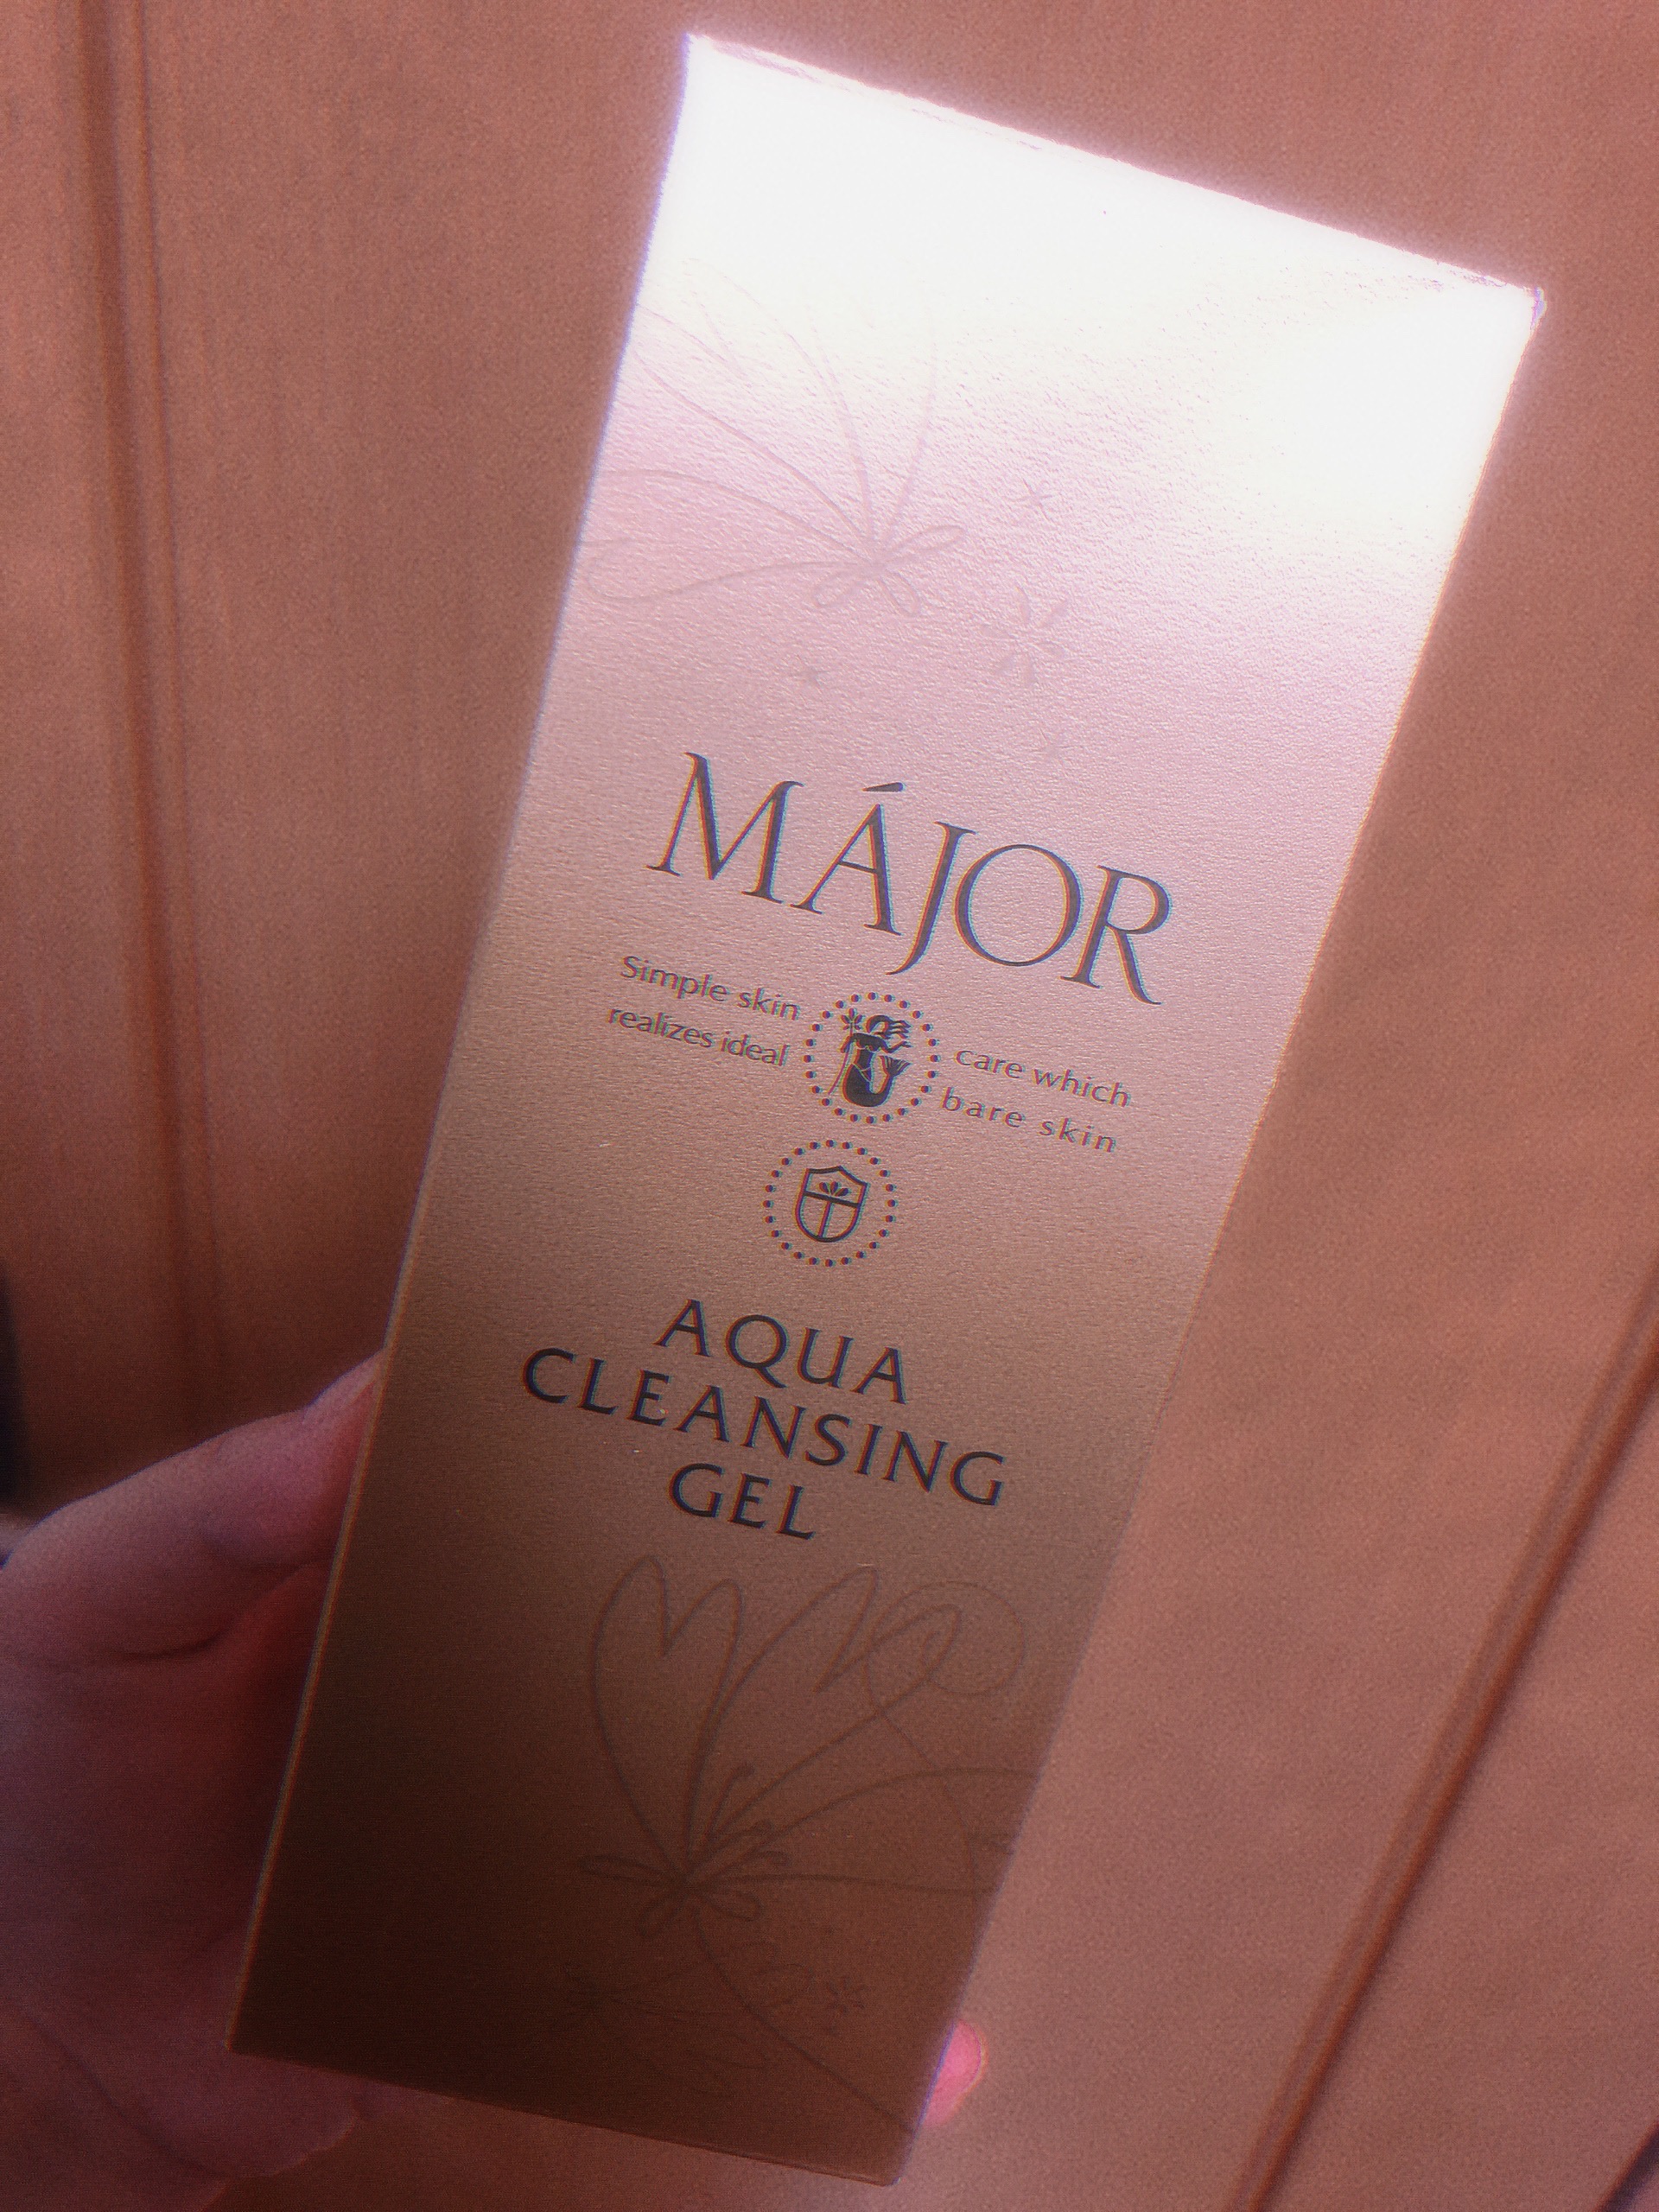 MÁJOR
Simple skin care which
realizes ideal bare skin
AQUA
CLEANSING
GEL